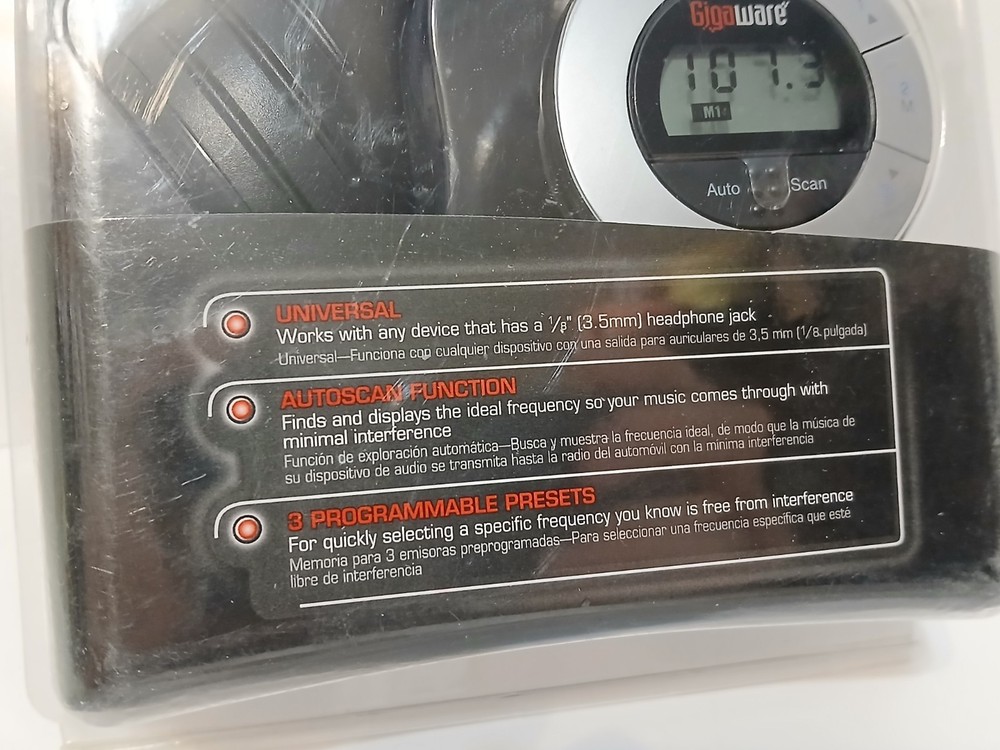 Gigaware
107.3
M1
Auto Scan
UNIVERSAL
Works with any device that has a 1/8" (3.5mm) headphone jack
Universal—Funciona con cualquier dispositivo con una salida para auriculares de 3,5 mm (1/8 pulgada)
AUTOSCAN FUNCTION
Finds and displays the ideal frequency so your music comes through with
minimal interference
Función de exploración automática—Busca y muestra la frecuencia ideal, de modo que la música de
su dispositivo de audio se transmita hasta la radio del automóvil con la mínima interferencia
3 PROGRAMMABLE PRESETS
For quickly selecting a specific frequency you know is free from interference
Memoria para 3 emisoras preprogramadas—Para seleccionar una frecuencia específica que esté
libre de interferencia